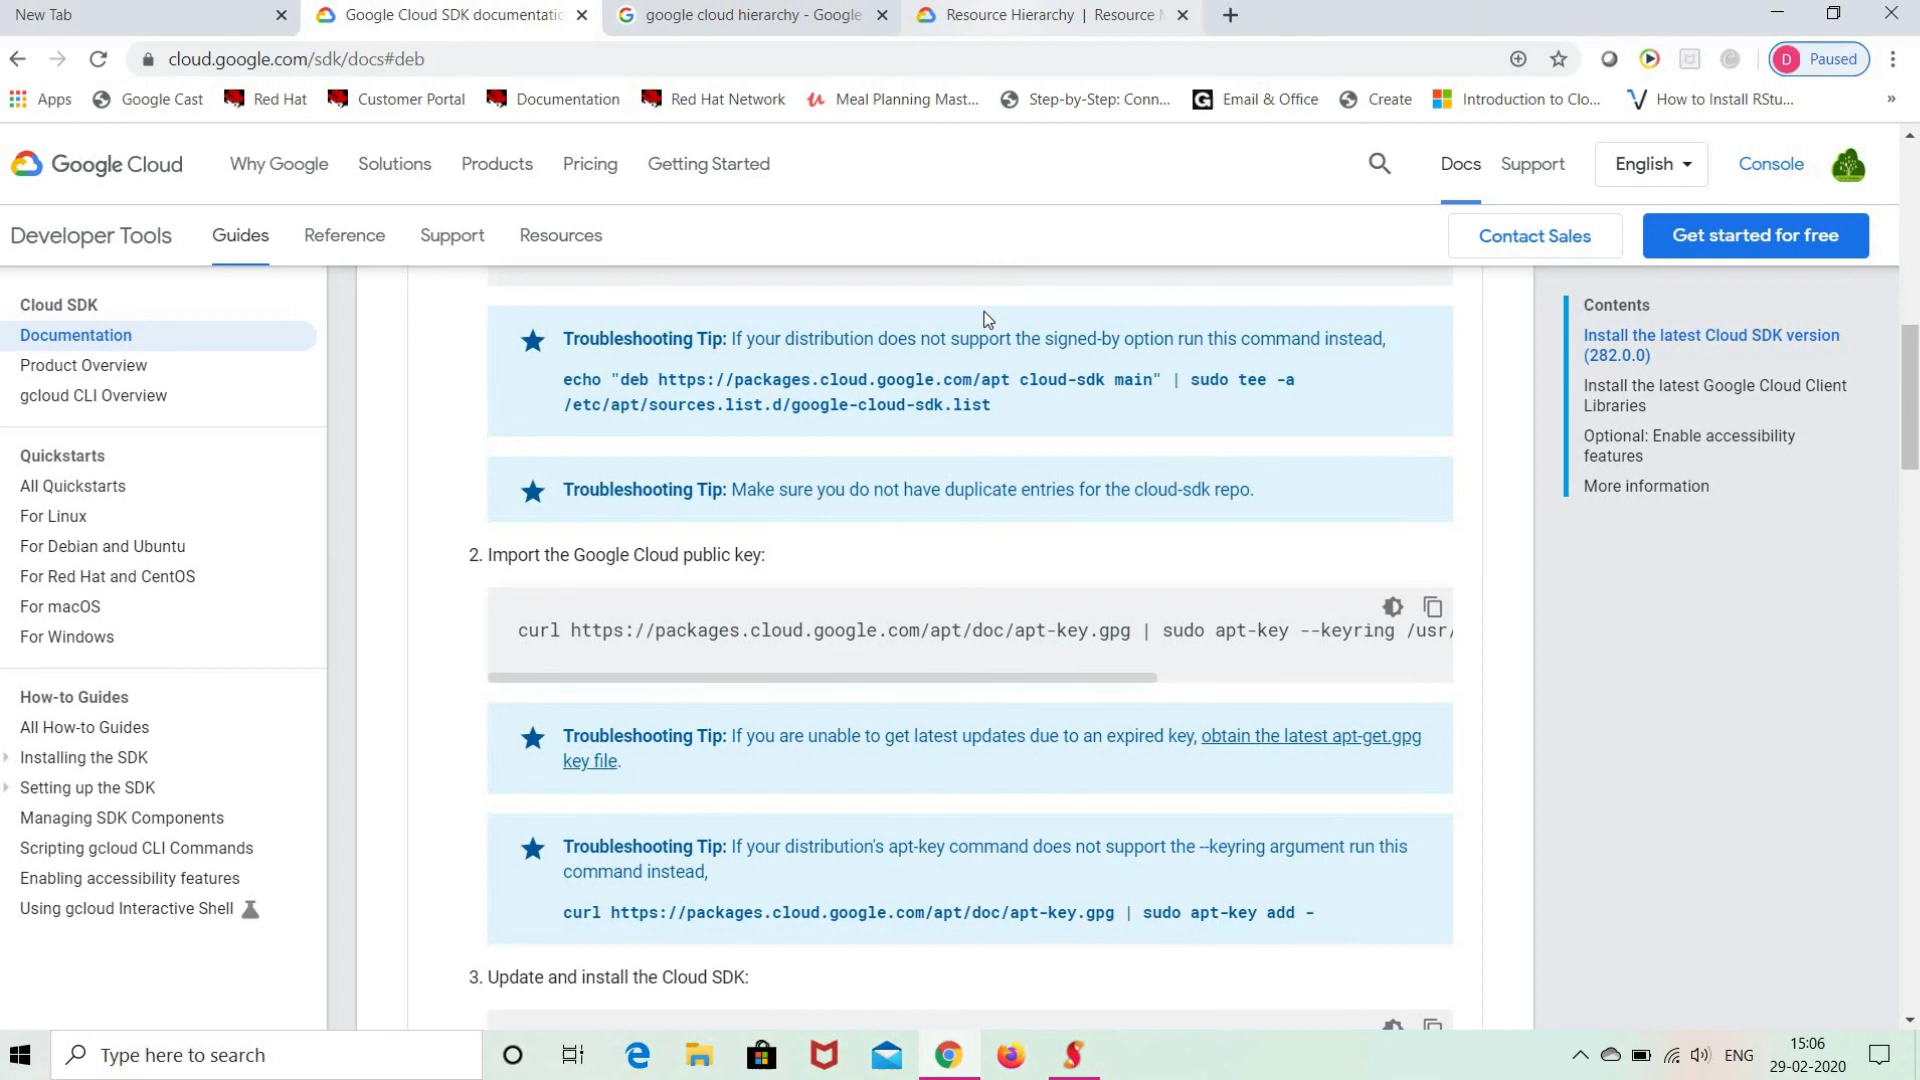 New Tab
Google Cloud SDK documentatic
google cloud hierarchy - Google
Resource Hierarchy | Resource M
cloud.google.com/sdk/docs#deb
D Paused
Apps
Google Cast
Red Hat
Customer Portal
Documentation
Red Hat Network
Meal Planning Mast...
Step-by-Step: Conn...
Email & Office
Create
Introduction to Clo...
How to Install RStu...
»
Google Cloud
Why Google
Solutions
Products
Pricing
Getting Started
Docs
Support
English
Console
Developer Tools
Guides
Reference
Support
Resources
Contact Sales
Get started for free
Cloud SDK
Documentation
Product Overview
gcloud CLI Overview
Quickstarts
All Quickstarts
For Linux
For Debian and Ubuntu
For Red Hat and CentOS
For macOS
For Windows
How-to Guides
All How-to Guides
Installing the SDK
Setting up the SDK
Managing SDK Components
Scripting gcloud CLI Commands
Enabling accessibility features
Using gcloud Interactive Shell
Troubleshooting Tip: If your distribution does not support the signed-by option run this command instead,
echo "deb https://packages.cloud.google.com/apt cloud-sdk main" | sudo tee -a
/etc/apt/sources.list.d/google-cloud-sdk.list
Troubleshooting Tip: Make sure you do not have duplicate entries for the cloud-sdk repo.
2. Import the Google Cloud public key:
curl https://packages.cloud.google.com/apt/doc/apt-key.gpg | sudo apt-key --keyring /usr/
Troubleshooting Tip: If you are unable to get latest updates due to an expired key, obtain the latest apt-get.gpg
key file.
Troubleshooting Tip: If your distribution's apt-key command does not support the --keyring argument run this
command instead,
curl https://packages.cloud.google.com/apt/doc/apt-key.gpg | sudo apt-key add -
3. Update and install the Cloud SDK:
Contents
Install the latest Cloud SDK version
(282.0.0)
Install the latest Google Cloud Client
Libraries
Optional: Enable accessibility
features
More information
Type here to search
ENG
15:06
29-02-2020